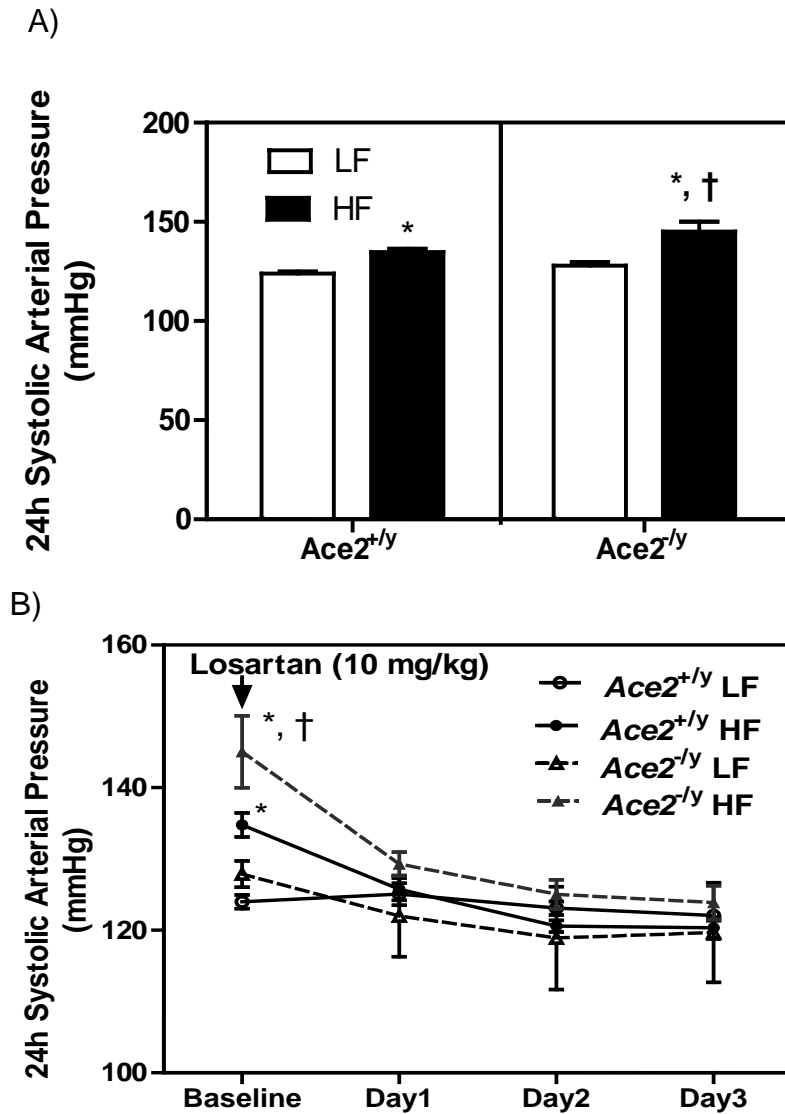 A)
24h Systolic Arterial Pressure
(mmHg)
200
150
100
50
0
LF
HF
*
*, †
Ace2+/y
Ace2-/y
B)
24h Systolic Arterial Pressure
(mmHg)
160
140
120
100
Losartan (10 mg/kg)
*, †
*
Ace2+/y LF
Ace2+/y HF
Ace2-/y LF
Ace2-/y HF
Baseline Day1 Day2 Day3